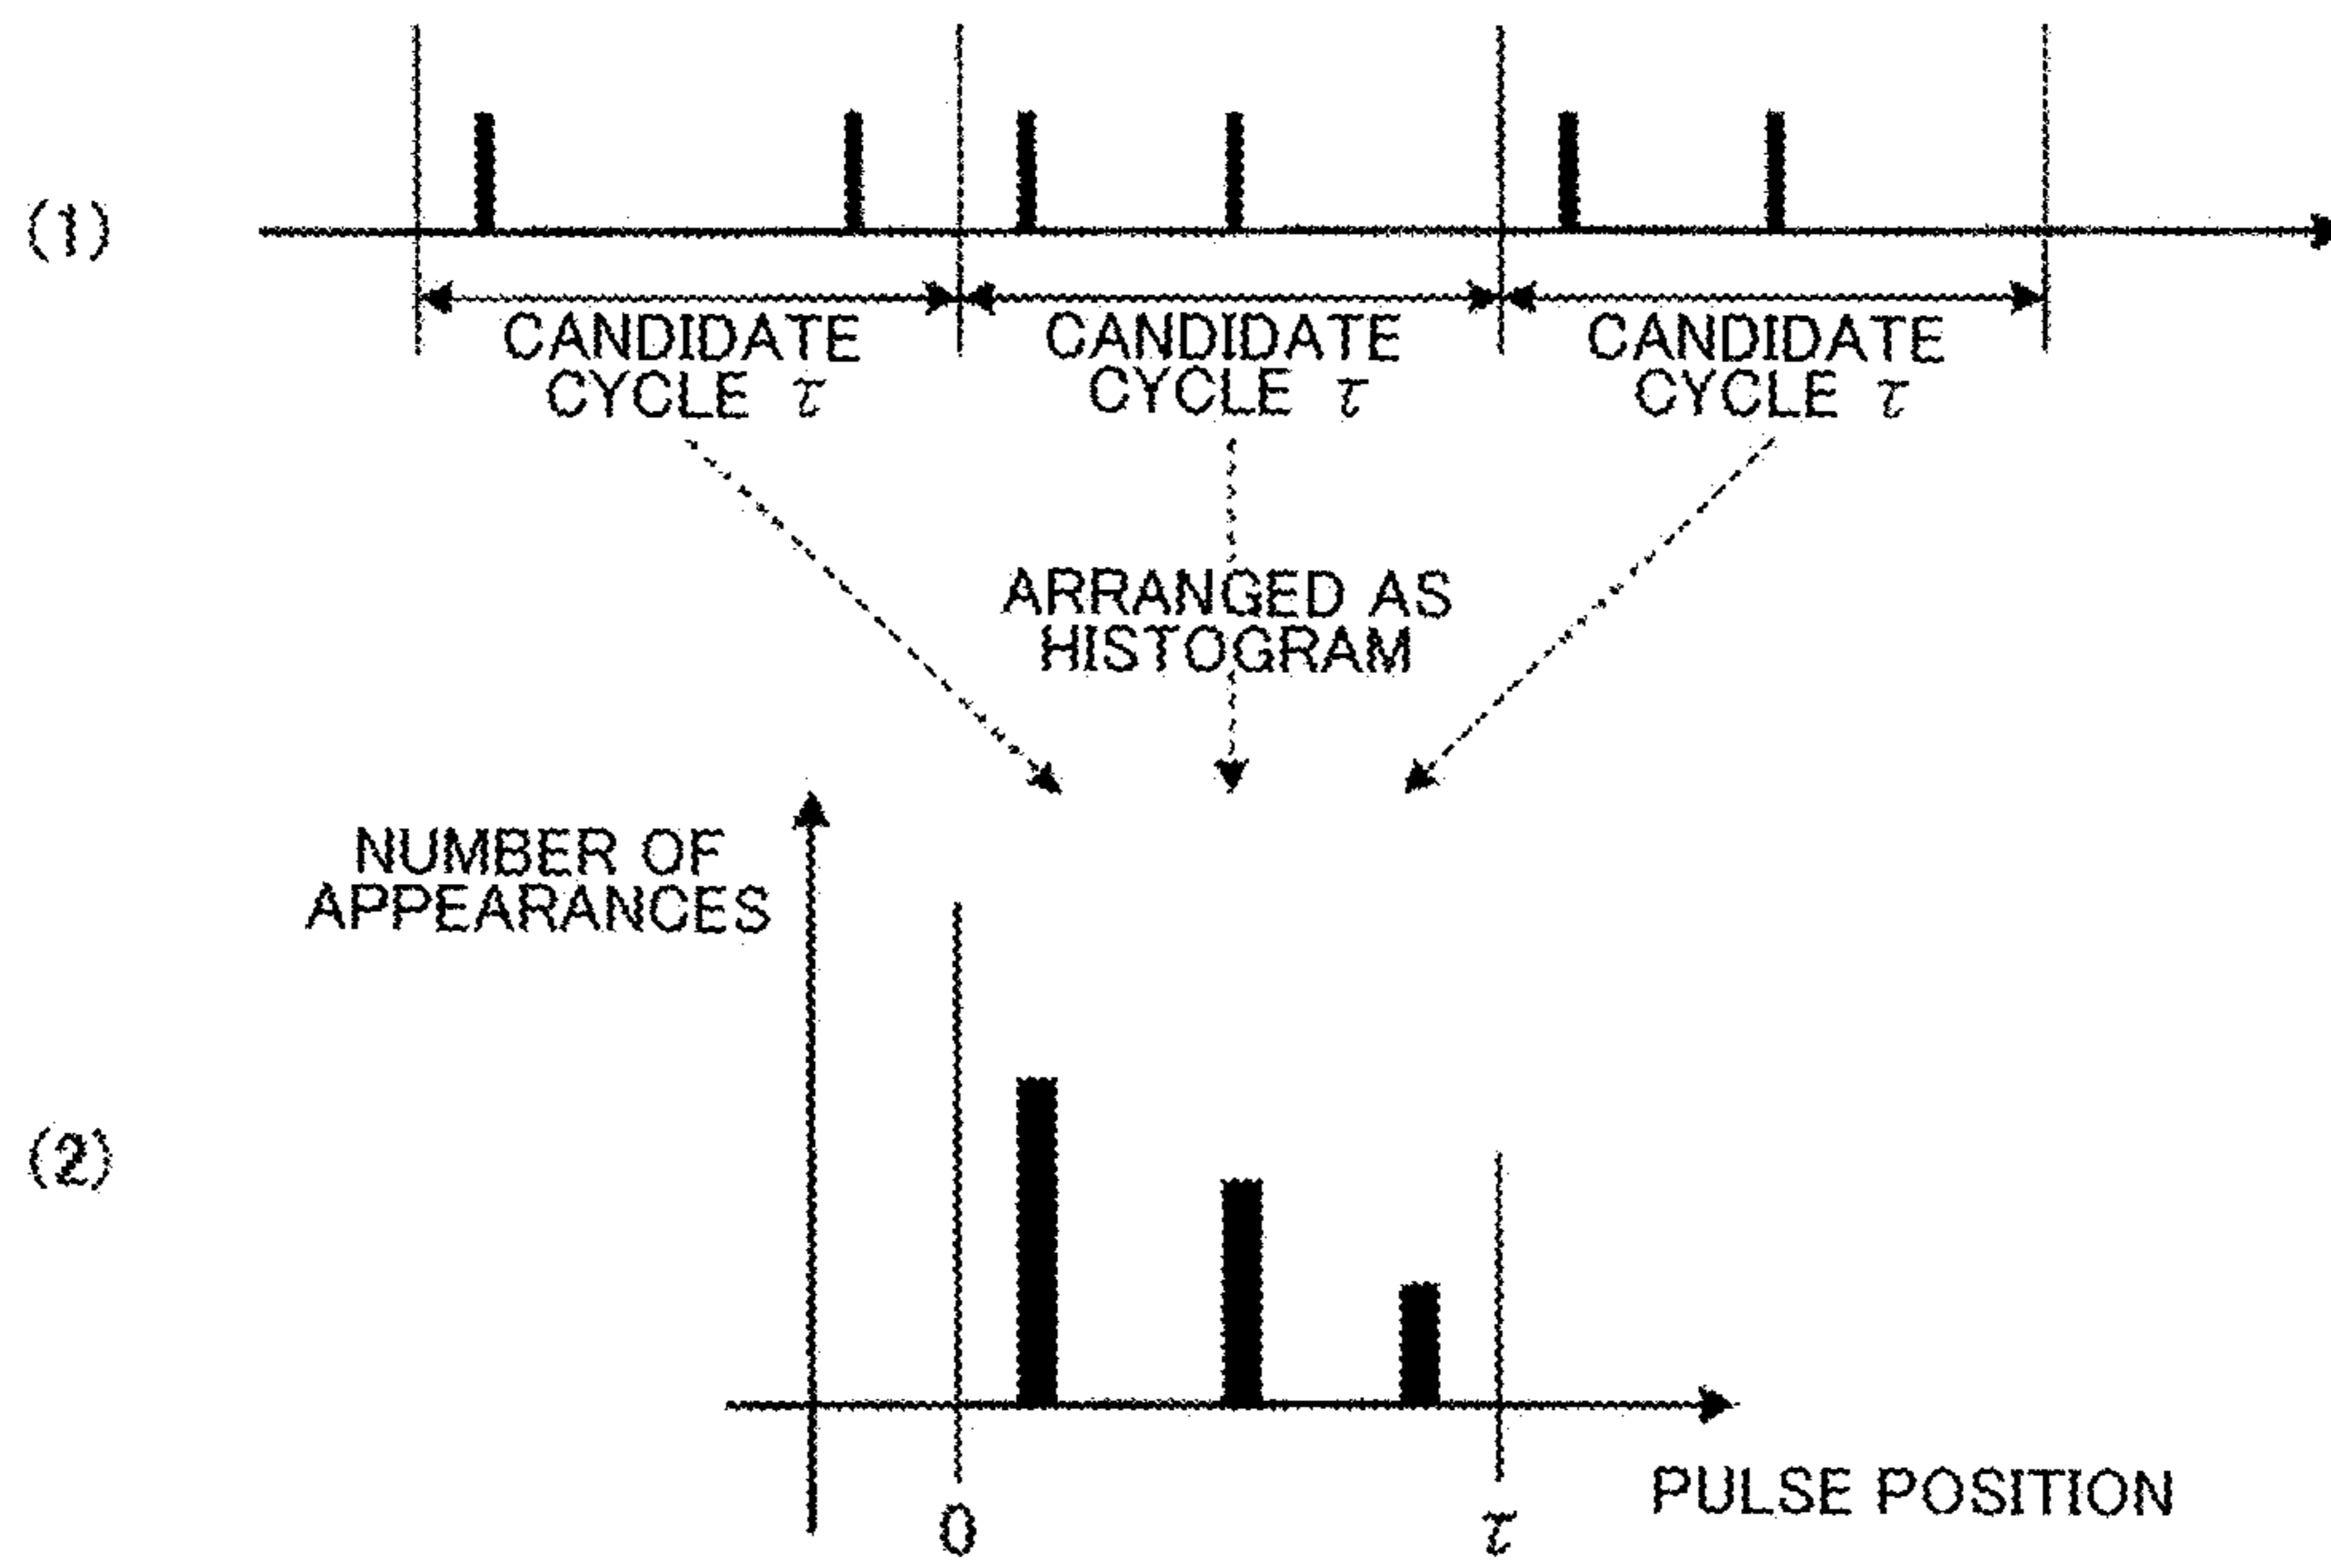 (1)
CANDIDATE
CYCLE τ
CANDIDATE
CYCLE τ
CANDIDATE
CYCLE τ
ARRANGED AS
HISTOGRAM
NUMBER OF
APPEARANCES
(2)
0
τ
PULSE POSITION